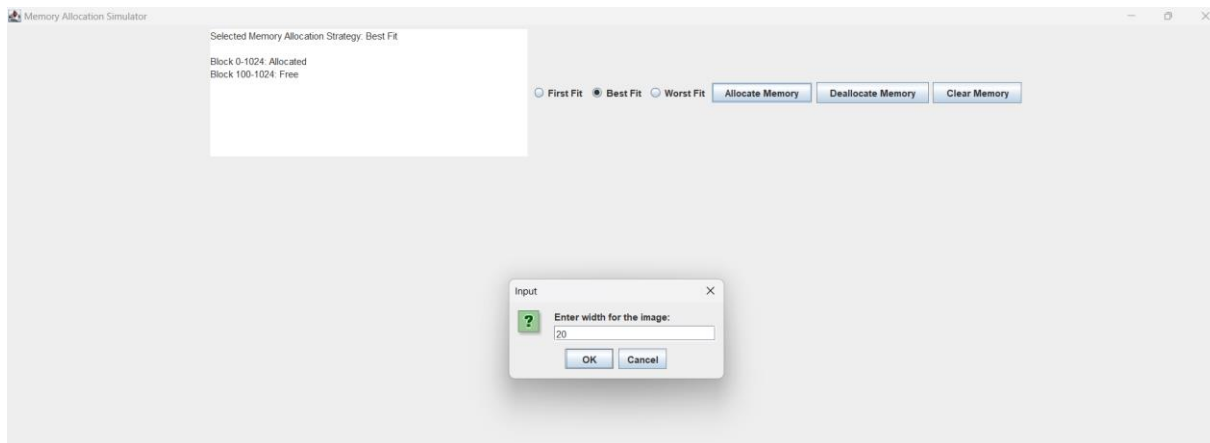 Memory Allocation Simulator
Selected Memory Allocation Strategy: Best Fit
Block 0-1024: Allocated
Block 100-1024: Free
First Fit Best Fit Worst Fit Allocate Memory Deallocate Memory Clear Memory
Input
? Enter width for the image:
20
OK Cancel